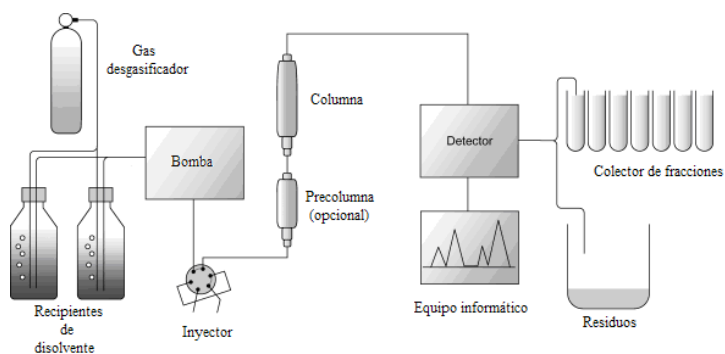 Gas
desgasificador
Columna
Bomba
Detector
Precolumna
(opcional)
Colector de fracciones
Recipientes
de
disolvente
Inyector
Equipo informático
Residuos